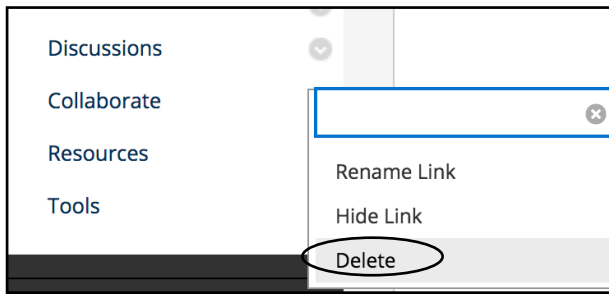 Discussions
Collaborate
Resources
Tools
Rename Link
Hide Link
Delete